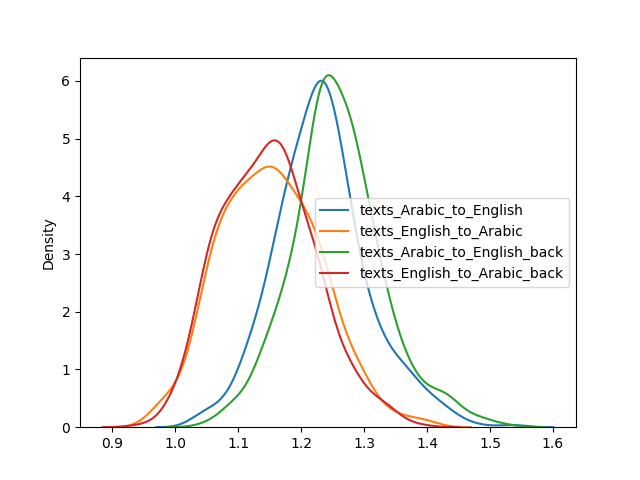 6
5
4
3
2
1
0
Density
texts_Arabic_to_English
texts_English_to_Arabic
texts_Arabic_to_English_back
texts_English_to_Arabic_back
0.9 1.0 1.1 1.2 1.3 1.4 1.5 1.6